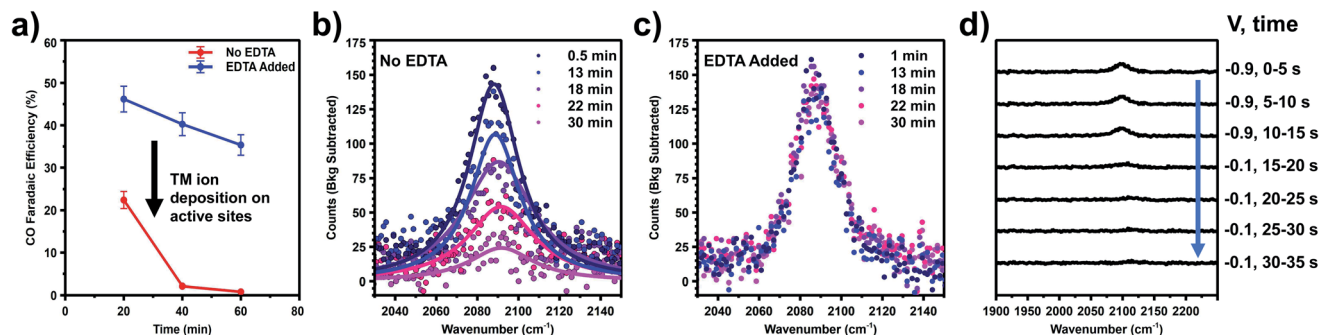 a)
60
50
40
30
20
10
0
0
20
40
60
80
CO Faradaic Efficiency (%)
Time (min)
No EDTA
EDTA Added
TM ion
deposition on
active sites
b)
175
150
125
100
75
50
25
0
2040
2060
2080
2100
2120
2140
Counts (Bkg Subtracted)
Wavenumber (cm-1)
No EDTA
0.5 min
13 min
18 min
22 min
30 min
c)
175
150
125
100
75
50
25
0
2040
2060
2080
2100
2120
2140
Counts (Bkg Subtracted)
Wavenumber (cm-1)
EDTA Added
1 min
13 min
18 min
22 min
30 min
d)
V, time
-0.9, 0-5 s
-0.9, 5-10 s
-0.9, 10-15 s
-0.1, 15-20 s
-0.1, 20-25 s
-0.1, 25-30 s
-0.1, 30-35 s
1900
1950
2000
2050
2100
2150
2200
Wavenumber (cm-1)